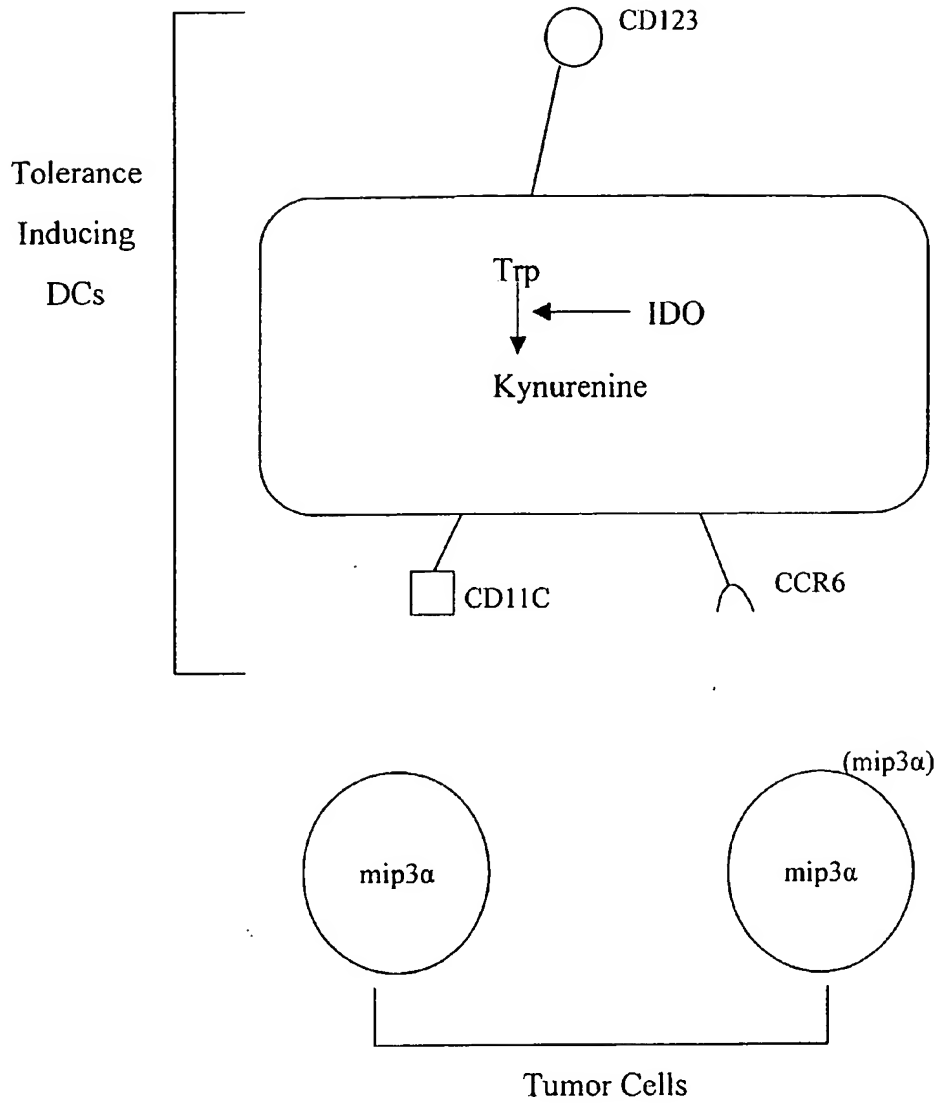 CD123
Tolerance
Inducing
DCs
Trp
IDO
Kynurenine
CD11C
CCR6
(mip3α)
mip3α
mip3α
Tumor Cells